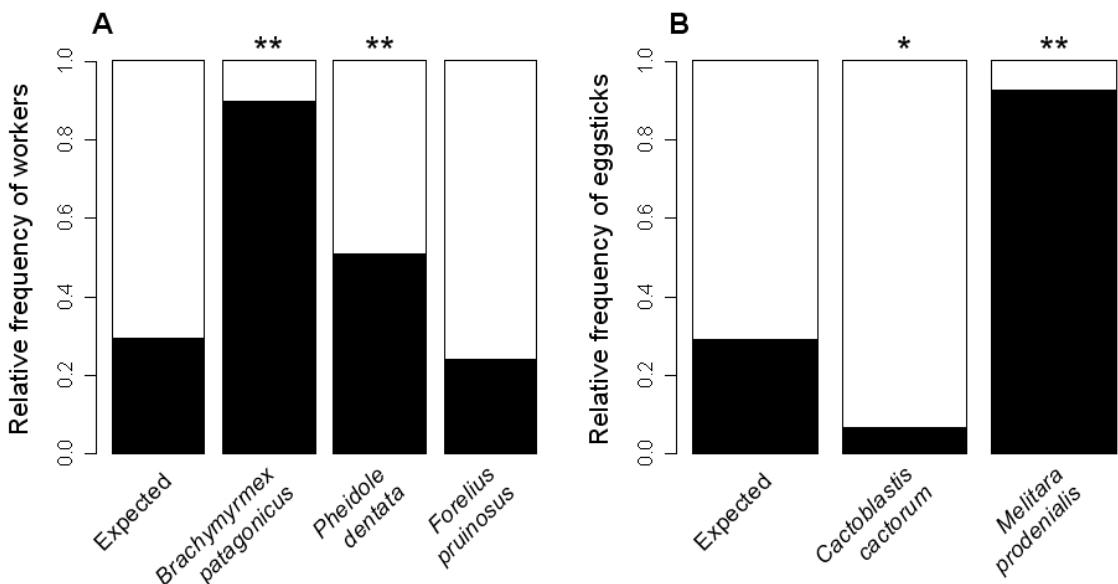 A
** **
Relative frequency of workers
1.0
0.8
0.6
0.4
0.2
0.0
Expected
Brachymyrmex
patagonicus
Pheidole
dentata
Forelius
pruinosus
B
* **
Relative frequency of eggsticks
1.0
0.8
0.6
0.4
0.2
0.0
Expected
Cactoblastis
cactorum
Melitara
prodenialis